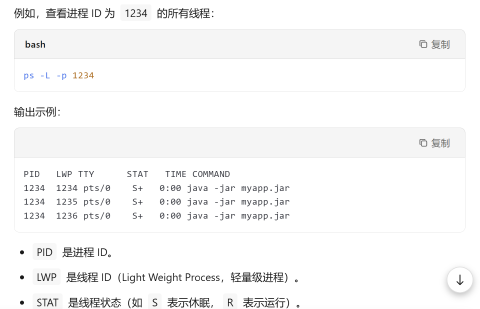 例如，查看进程 ID 为 1234 的所有线程：
bash
复制
ps -L -p 1234
输出示例：
复制
PID   LWP TTY      STAT   TIME COMMAND
1234  1234 pts/0    S+   0:00 java -jar myapp.jar
1234  1235 pts/0    S+   0:00 java -jar myapp.jar
1234  1236 pts/0    S+   0:00 java -jar myapp.jar
• PID 是进程 ID。
• LWP 是线程 ID（Light Weight Process，轻量级进程）。
• STAT 是线程状态（如 S 表示休眠， R 表示运行）。